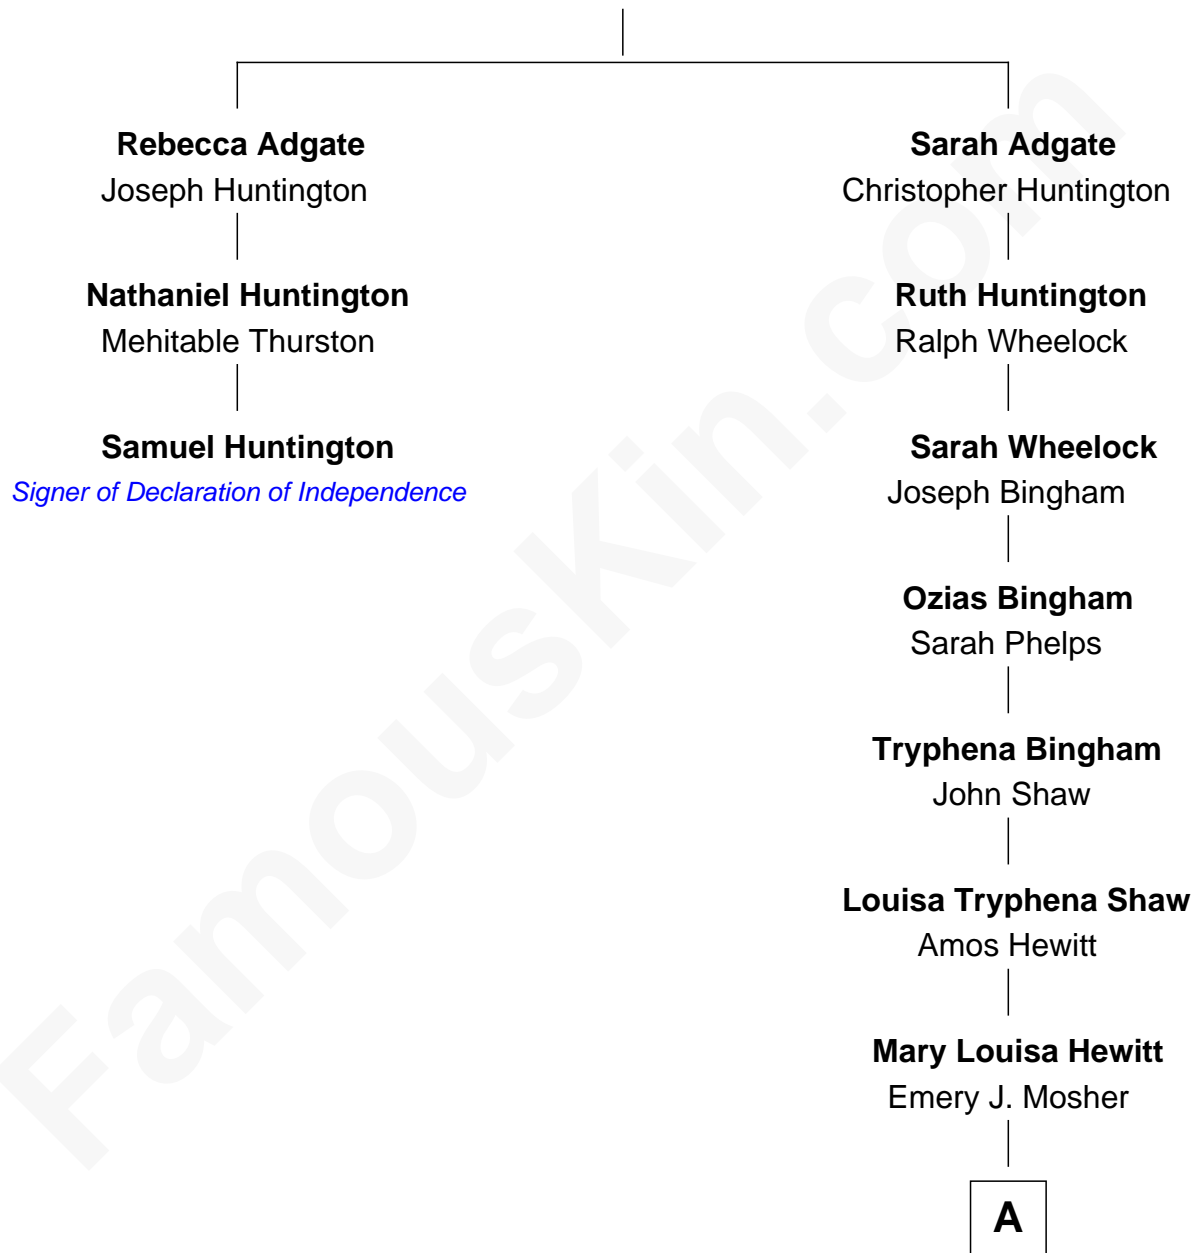 Rebecca Adgate
Joseph Huntington
Nathaniel Huntington
Mehitable Thurston
Samuel Huntington
Signer of Declaration of Independence
Sarah Adgate
Christopher Huntington
Ruth Huntington
Ralph Wheelock
Sarah Wheelock
Joseph Bingham
Ozias Bingham
Sarah Phelps
Tryphena Bingham
John Shaw
Louisa Tryphena Shaw
Amos Hewitt
Mary Louisa Hewitt
Emery J. Mosher
A
FamousKin.com